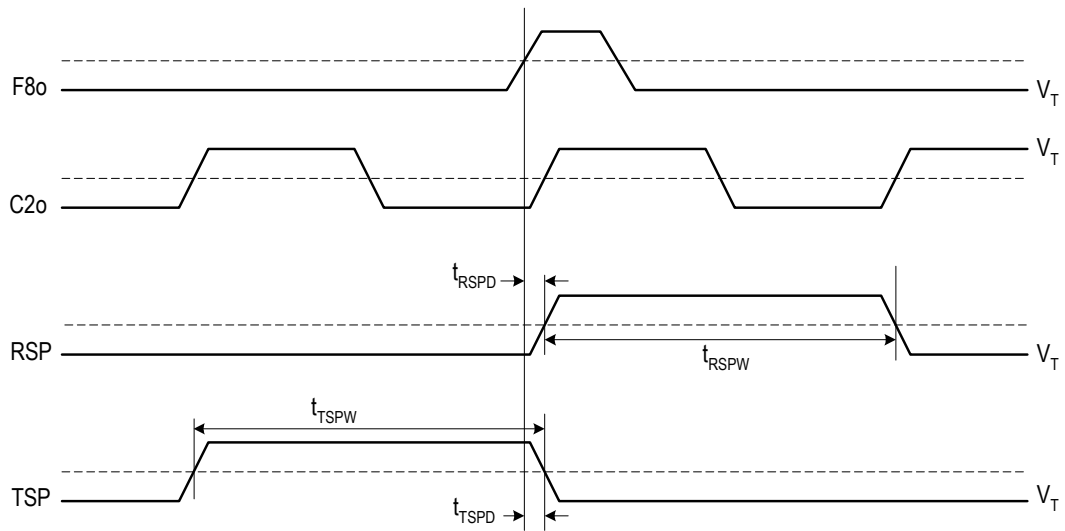 F8o
V_T
V_T
C2o
t_RSPD
RSP
t_RSPW
V_T
t_TSPW
TSP
V_T
t_TSPD